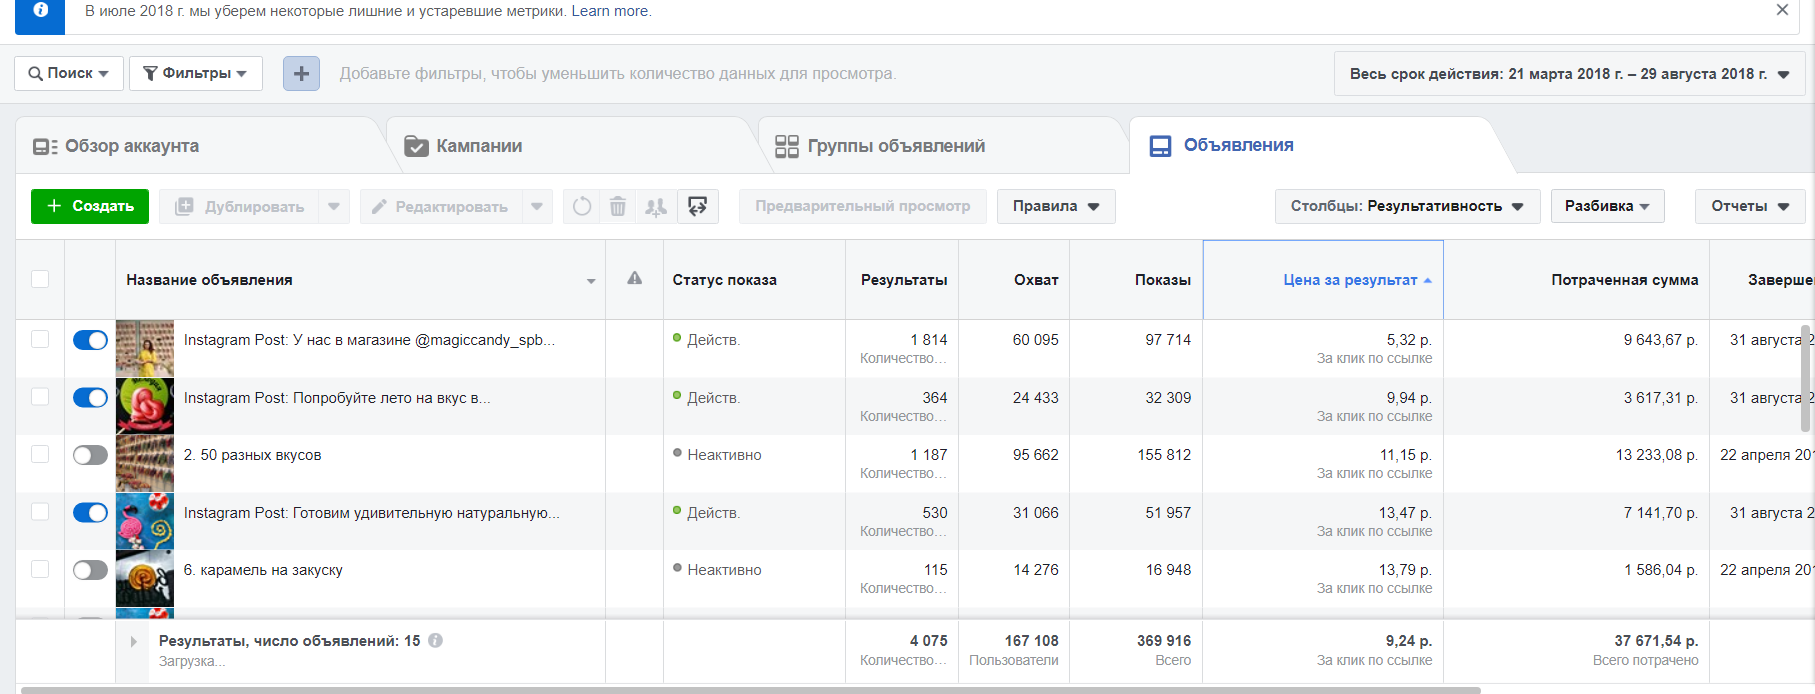 В июле 2018 г. мы уберем некоторые лишние и устаревшие метрики. Learn more.
Поиск Фильтры Добавьте фильтры, чтобы уменьшить количество данных для просмотра. Весь срок действия: 21 марта 2018 г. – 29 августа 2018 г.
Обзор аккаунта Кампании Группы объявлений Объявления
+ Создать Дублировать Редактировать Предварительный просмотр Правила Столбцы: Результативность Разбивка Отчеты
Название объявления Статус показа Результаты Охват Показы Цена за результат Потраченная сумма Заверше
Instagram Post: У нас в магазине @magiccandy_spb... Действ. 1 814 60 095 97 714 5,32 р. 9 643,67 р. 31 августа 2
Количество… За клик по ссылке
Instagram Post: Попробуйте лето на вкус в... Действ. 364 24 433 32 309 9,94 р. 3 617,31 р. 31 августа 2
Количество… За клик по ссылке
2. 50 разных вкусов Неактивно 1 187 95 662 155 812 11,15 р. 13 233,08 р. 22 апреля 201
Количество… За клик по ссылке
Instagram Post: Готовим удивительную натуральную... Действ. 530 31 066 51 957 13,47 р. 7 141,70 р. 31 августа 2
Количество… За клик по ссылке
6. карамель на закуску Неактивно 115 14 276 16 948 13,79 р. 1 586,04 р. 22 апреля 201
Количество… За клик по ссылке
Результаты, число объявлений: 15 4 075 167 108 369 916 9,24 р. 37 671,54 р.
Загрузка... Количество… Пользователи Всего За клик по ссылке Всего потрачено